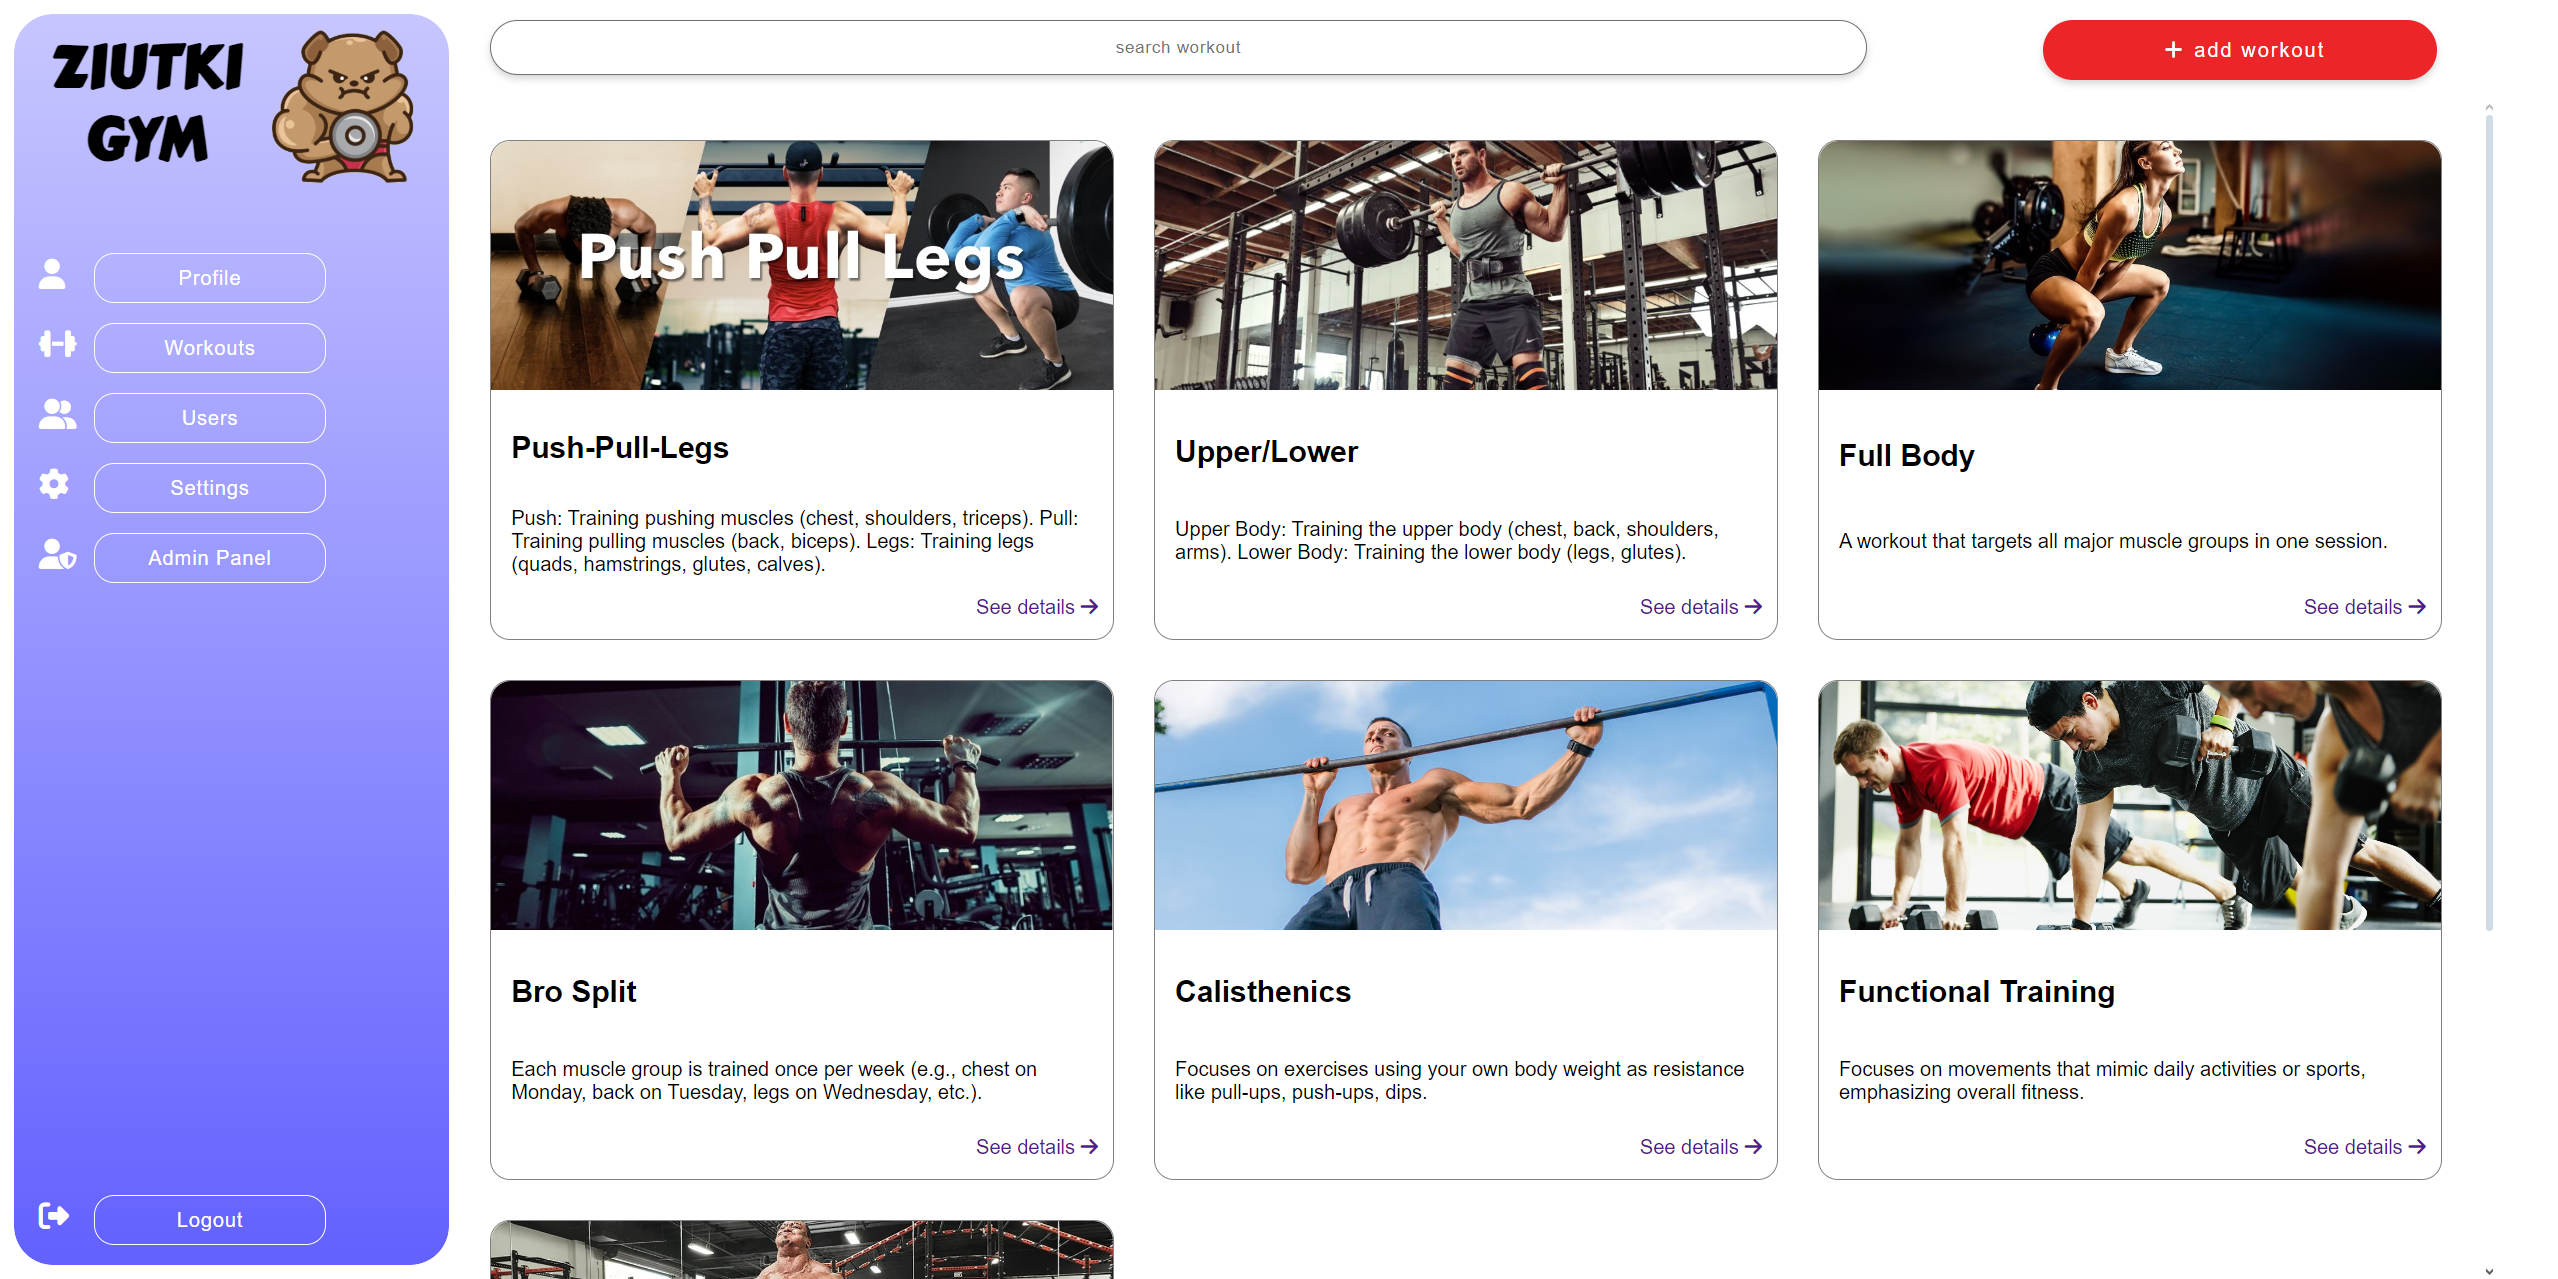 ZIUTKI
GYM
Profile
Workouts
Users
Settings
Admin Panel
Logout
search workout
+ add workout
Push Pull Legs
Push-Pull-Legs
Push: Training pushing muscles (chest, shoulders, triceps). Pull:
Training pulling muscles (back, biceps). Legs: Training legs
(quads, hamstrings, glutes, calves).
See details →
Upper/Lower
Upper Body: Training the upper body (chest, back, shoulders,
arms). Lower Body: Training the lower body (legs, glutes).
See details →
Full Body
A workout that targets all major muscle groups in one session.
See details →
Bro Split
Each muscle group is trained once per week (e.g., chest on
Monday, back on Tuesday, legs on Wednesday, etc.).
See details →
Calisthenics
Focuses on exercises using your own body weight as resistance
like pull-ups, push-ups, dips.
See details →
Functional Training
Focuses on movements that mimic daily activities or sports,
emphasizing overall fitness.
See details →